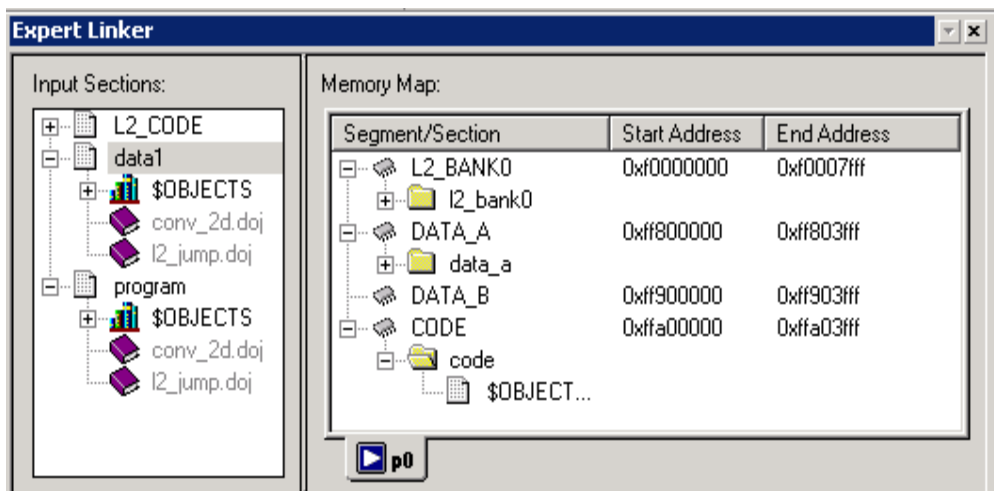 Expert Linker
Input Sections:
L2_CODE
data1
$OBJECTS
conv_2d.doj
l2_jump.doj
program
$OBJECTS
conv_2d.doj
l2_jump.doj
Memory Map:
Segment/Section Start Address End Address
L2_BANK0 0xf0000000 0xf0007fff
l2_bank0
DATA_A 0xff800000 0xff803fff
data_a
DATA_B 0xff900000 0xff903fff
CODE 0xffa00000 0xffa03fff
code
$OBJECT...
p0